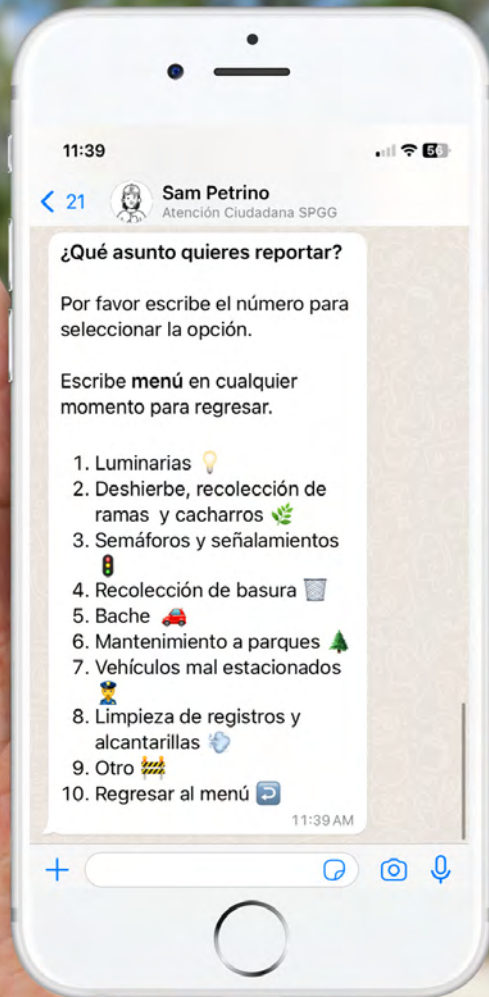 11:39
56
21
Sam Petrino
Atención Ciudadana SPGG
¿Qué asunto quieres reportar?
Por favor escribe el número para
seleccionar la opción.
Escribe menú en cualquier
momento para regresar.
1. Luminarias 💡
2. Deshierbe, recolección de
ramas y cacharros 🌿
3. Semáforos y señalamientos
🚦
4. Recolección de basura 🗑️
5. Bache 🚗
6. Mantenimiento a parques 🌲
7. Vehículos mal estacionados
👮
8. Limpieza de registros y
alcantarillas 💨
9. Otro 🚧
10. Regresar al menú ↩️
11:39 AM